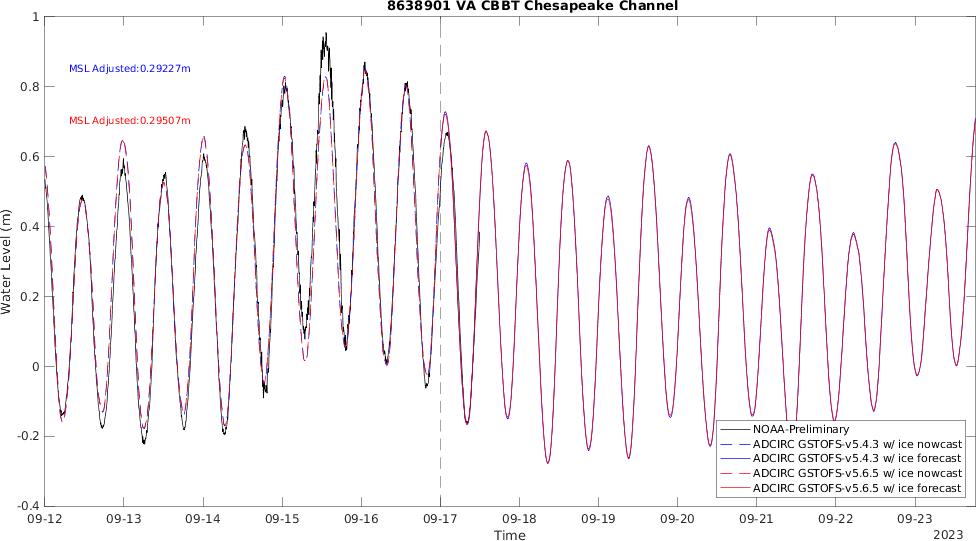 8638901 VA CBBT Chesapeake Channel
1
MSL Adjusted:0.29227m
0.8
MSL Adjusted:0.29507m
0.6
0.4
0.2
0
-0.2
-0.4
Water Level (m)
NOAA-Preliminary
ADCIRC GSTOFS-v5.4.3 w/ ice nowcast
ADCIRC GSTOFS-v5.4.3 w/ ice forecast
ADCIRC GSTOFS-v5.6.5 w/ ice nowcast
ADCIRC GSTOFS-v5.6.5 w/ ice forecast
09-12 09-13 09-14 09-15 09-16 09-17 09-18 09-19 09-20 09-21 09-22 09-23
Time
2023